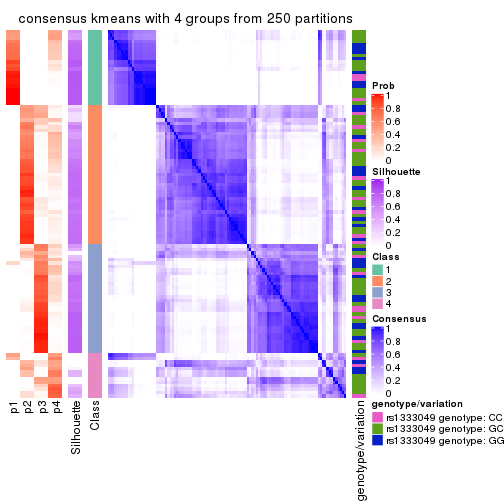 consensus kmeans with 4 groups from 250 partitions
Prob
1
0.8
0.6
0.4
0.2
0
Silhouette
1
0.8
0.6
0.4
0.2
0
Class
1
2
3
4
Consensus
1
0.8
0.6
0.4
0.2
0
genotype/variation
rs1333049 genotype: CC
rs1333049 genotype: GC
rs1333049 genotype: GG
p1
p2
p3
p4
Silhouette
Class
genotype/variation